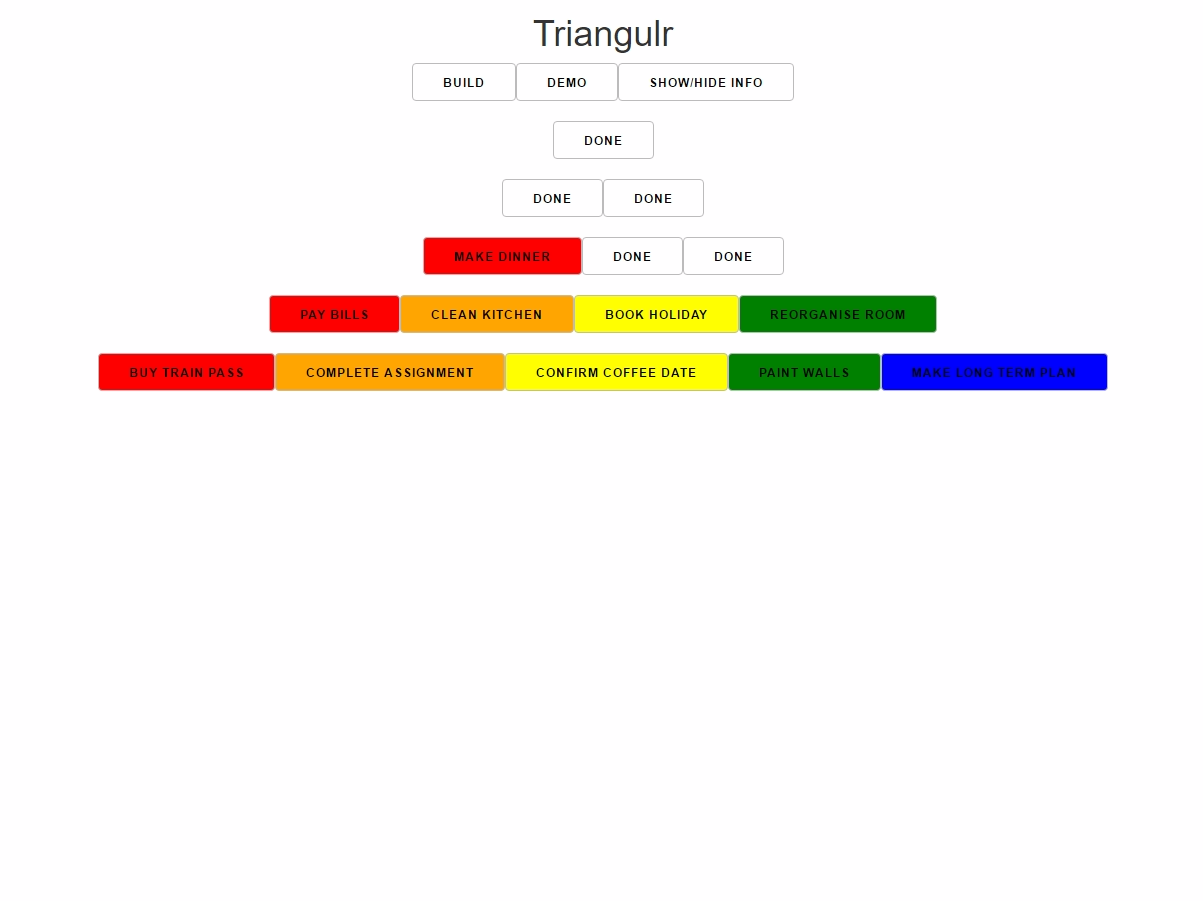 Triangulr
BUILD DEMO SHOW/HIDE INFO
DONE
DONE DONE
MAKE DINNER DONE DONE
PAY BILLS CLEAN KITCHEN BOOK HOLIDAY REORGANISE ROOM
BUY TRAIN PASS COMPLETE ASSIGNMENT CONFIRM COFFEE DATE PAINT WALLS MAKE LONG TERM PLAN